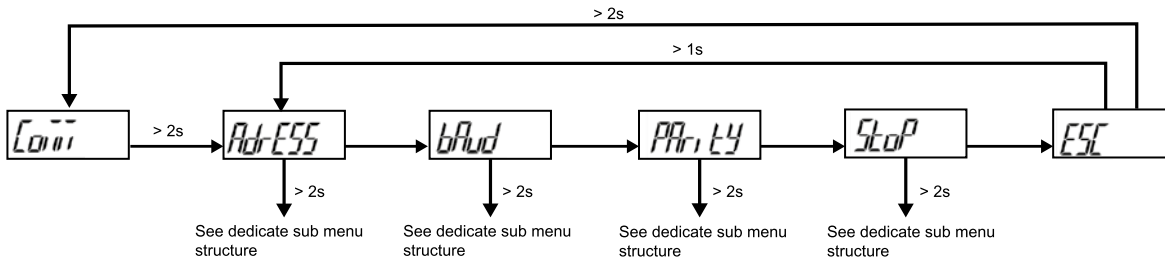 > 2s
> 1s
Comm
> 2s
AdrESS
bAud
PAritY
StoP
ESC
> 2s
> 2s
> 2s
> 2s
See dedicate sub menu
structure
See dedicate sub menu
structure
See dedicate sub menu
structure
See dedicate sub menu
structure